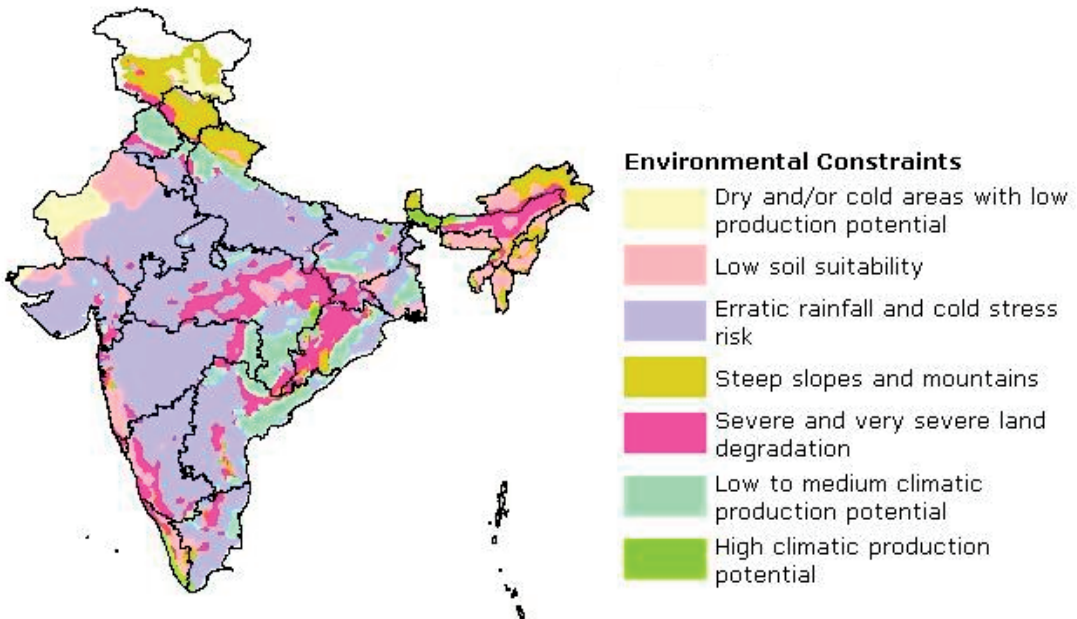 Environmental Constraints
Dry and/or cold areas with low
production potential
Low soil suitability
Erratic rainfall and cold stress
risk
Steep slopes and mountains
Severe and very severe land
degradation
Low to medium climatic
production potential
High climatic production
potential